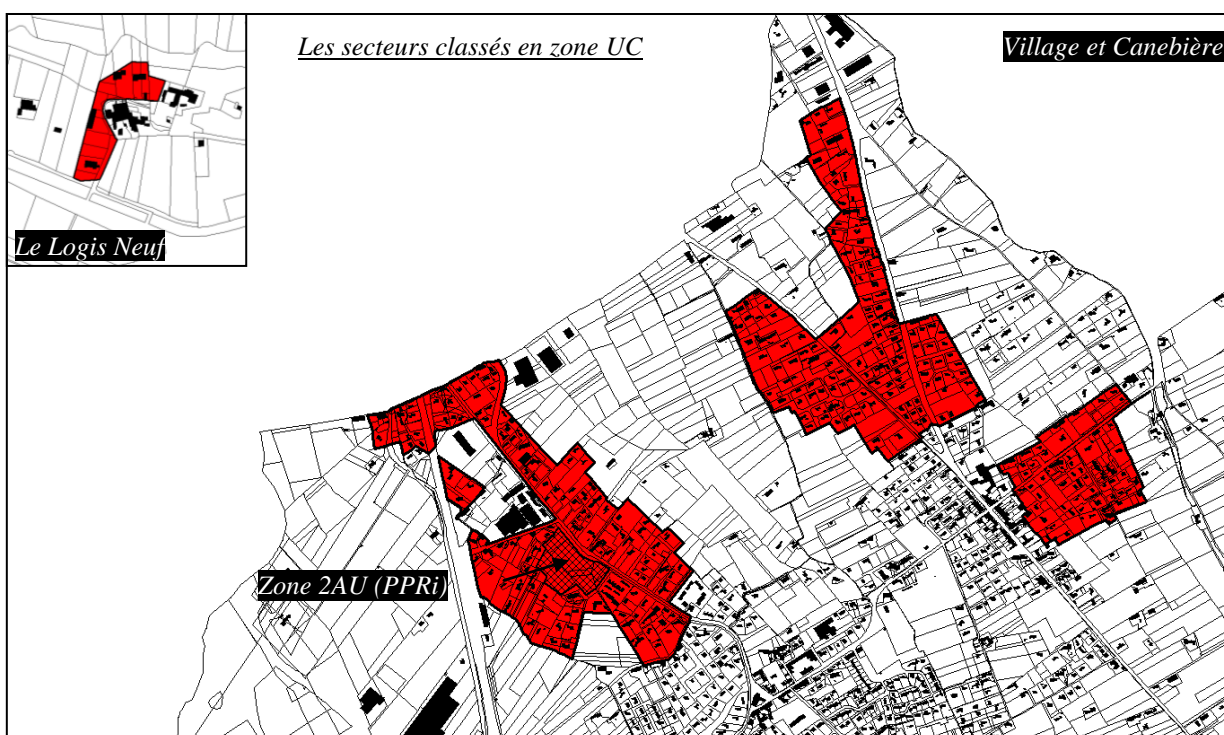 Les secteurs classés en zone UC
Village et Canebière
Le Logis Neuf
Zone 2AU (PPRi)